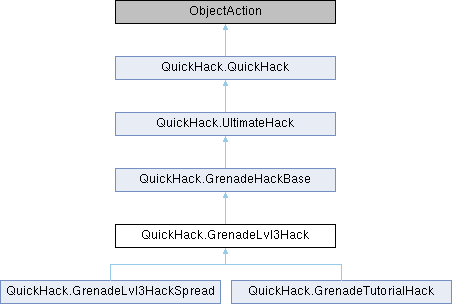 ObjectAction
QuickHack.QuickHack
QuickHack.UltimateHack
QuickHack.GrenadeHackBase
QuickHack.GrenadeLvl3Hack
QuickHack.GrenadeLvl3HackSpread
QuickHack.GrenadeTutorialHack